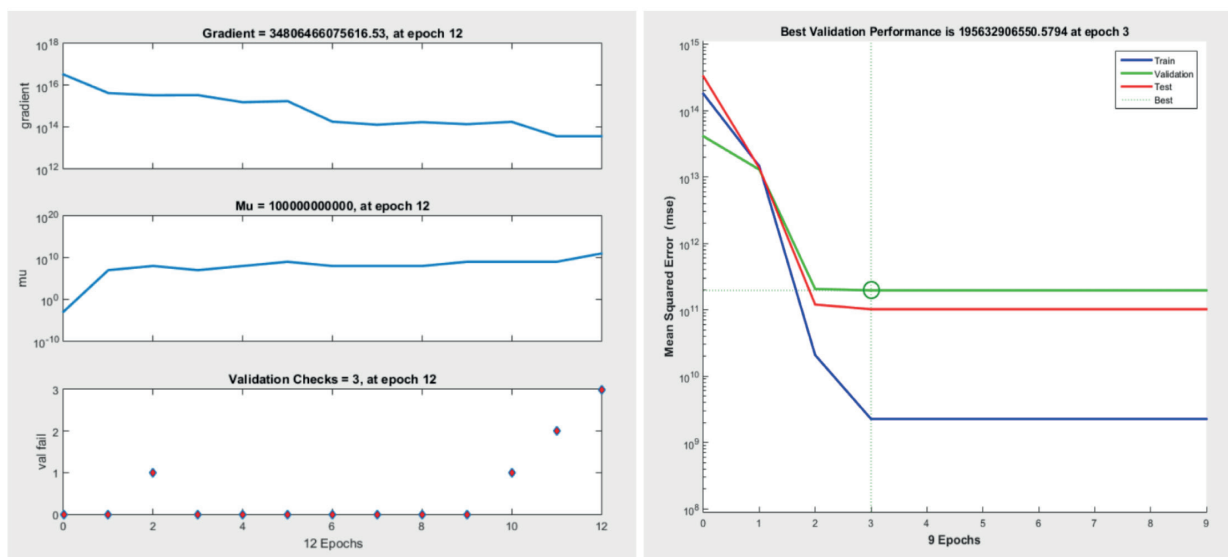 Gradient = 34806466075616.53, at epoch 12
10^18
10^16
10^14
10^12
gradient
Mu = 100000000000, at epoch 12
10^20
10^10
10^0
10^-10
mu
Validation Checks = 3, at epoch 12
3
2
1
0
val fail
0 2 4 6 8 10 12
12 Epochs
Best Validation Performance is 195632906550.5794 at epoch 3
10^15
10^14
10^13
10^12
10^11
10^10
10^9
10^8
Mean Squared Error (mse)
Train
Validation
Test
Best
0 1 2 3 4 5 6 7 8 9
9 Epochs